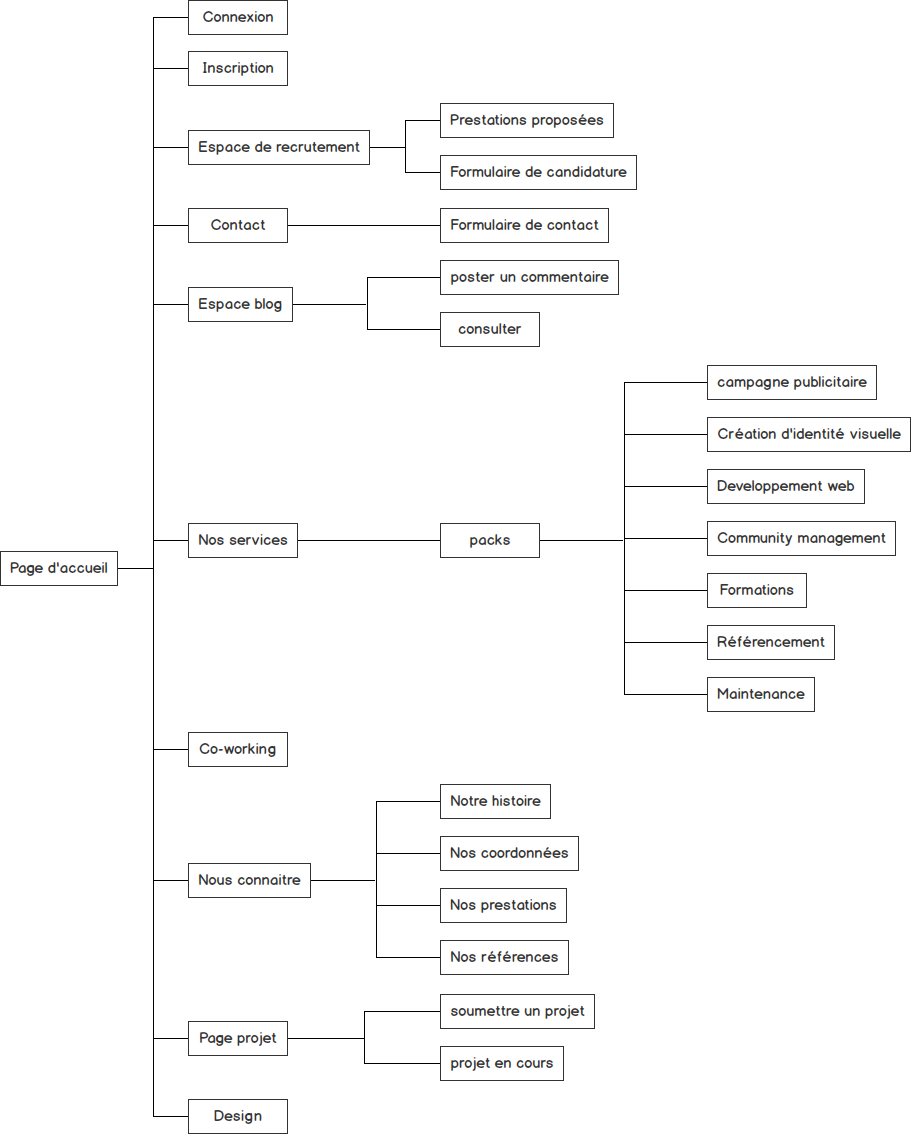 Connexion
Inscription
Prestations proposées
Espace de recrutement
Formulaire de candidature
Contact
Formulaire de contact
poster un commentaire
Espace blog
consulter
campagne publicitaire
Création d'identité visuelle
Developpement web
Nos services
packs
Community management
Page d'accueil
Formations
Référencement
Maintenance
Co-working
Notre histoire
Nos coordonnées
Nous connaitre
Nos prestations
Nos références
soumettre un projet
Page projet
projet en cours
Design